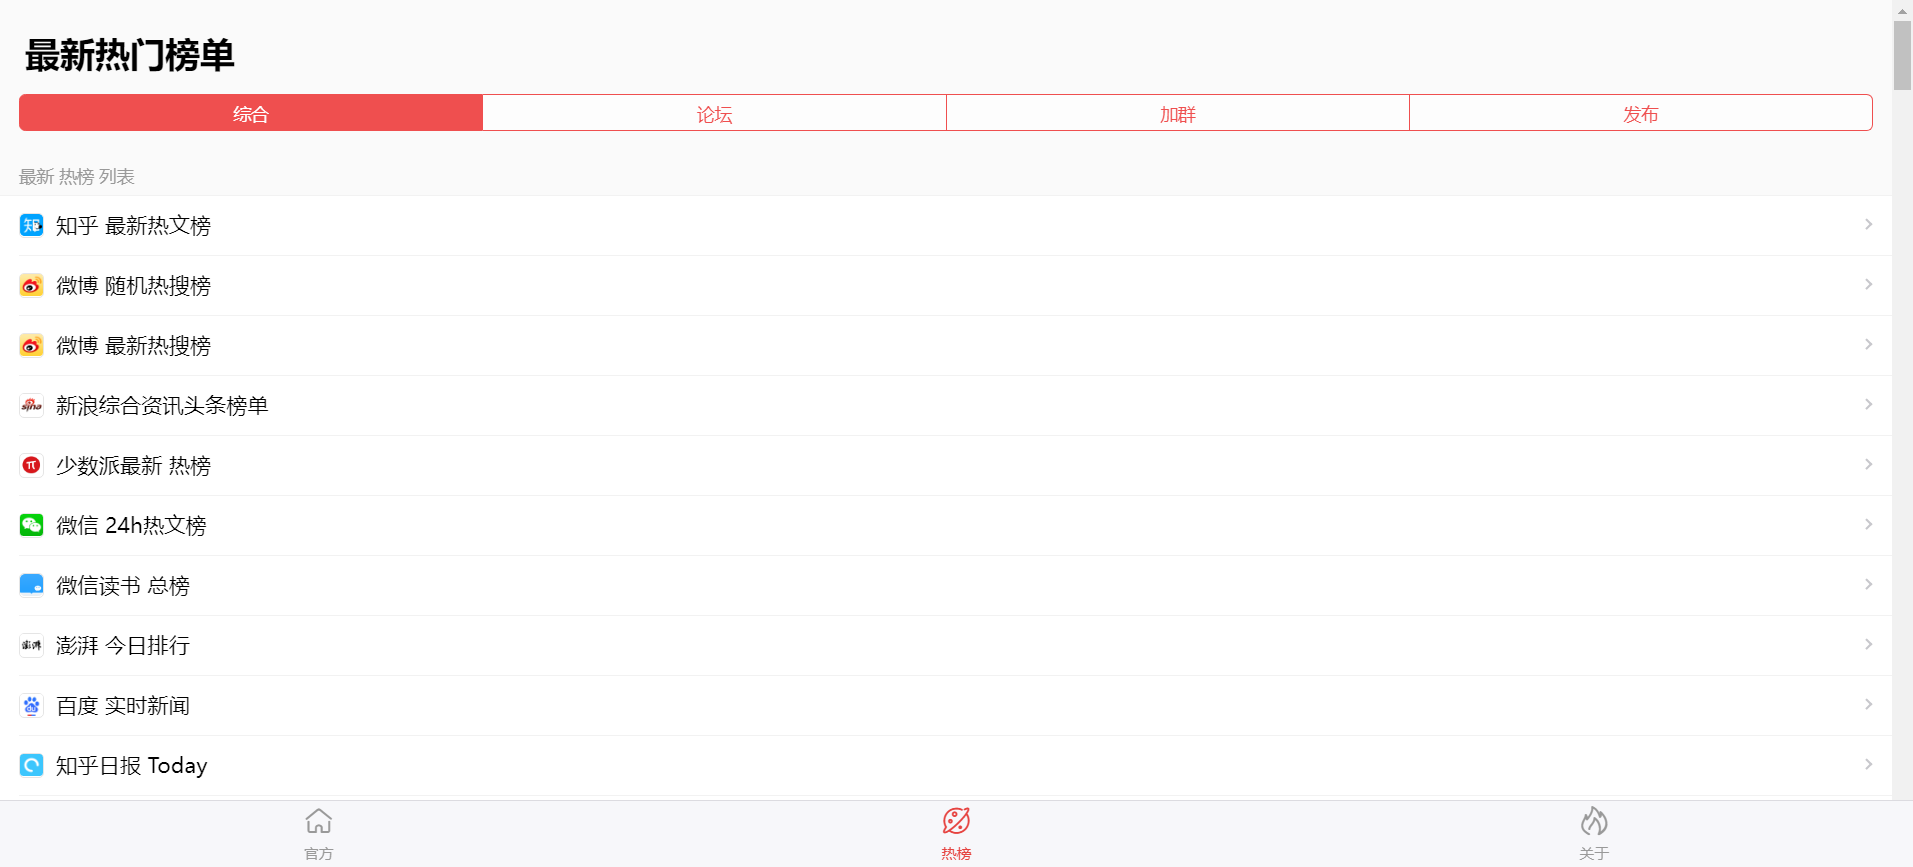 最新热门榜单
综合 论坛 加群 发布
最新 热榜 列表
知乎 最新热文榜
微博 随机热搜榜
微博 最新热搜榜
新浪综合资讯头条榜单
少数派最新 热榜
微信 24h热文榜
微信读书 总榜
澎湃 今日排行
百度 实时新闻
知乎日报 Today
官方 热榜 关于